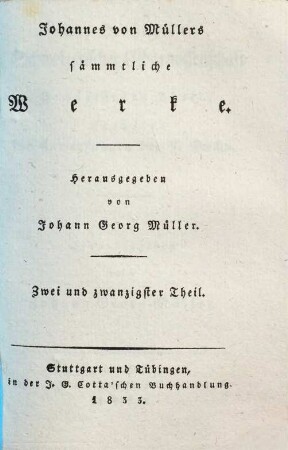 Johannes von Müllers
sämmtliche
Werke.
Herausgegeben
von
Johann Georg Müller.
Zwei und zwanzigster Theil.
Stuttgart und Tübingen,
in der J. G. Cotta'schen Buchhandlung.
1833.